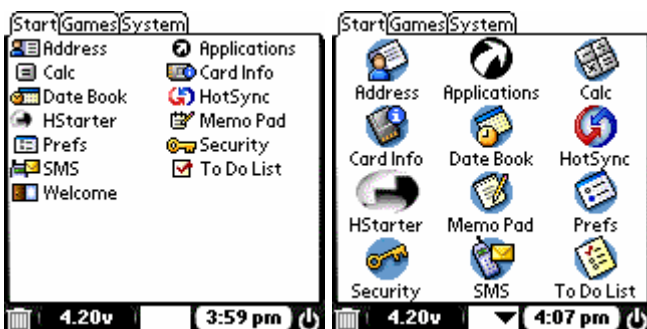 Start Games System
Address Applications
Calc Card Info
Date Book HotSync
HStarter Memo Pad
Prefs Security
SMS To Do List
Welcome
4.20v 3:59 pm
Start Games System
Address Applications Calc
Card Info Date Book HotSync
HStarter Memo Pad Prefs
Security SMS To Do List
4.20v 4:07 pm